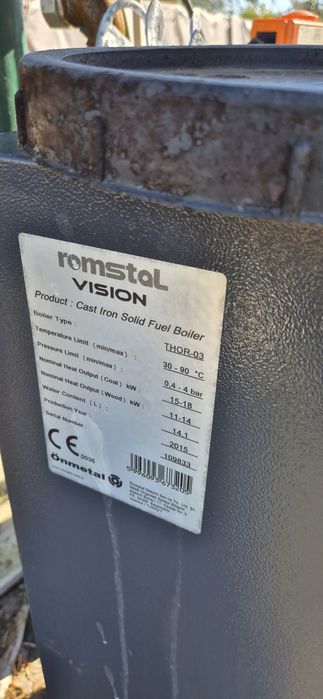 romstal
VISION
Product : Cast Iron Solid Fuel Boiler
Boiler Type : THOR-03
Temperature Limit (min/max) : 30 - 90 °C
Pressure Limit (min/max) : 0,4 - 4 bar
Nominal Heat Output (Coal) kW : 15-18
Nominal Heat Output (Wood) kW : 11-14
Water Content ( L ) : 14.1
Production Year : 2015
Serial Number : 109833
CE 0036
Önmetal